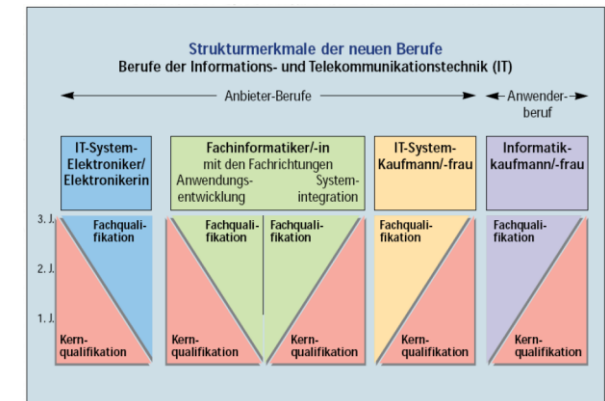 Strukturmerkmale der neuen Berufe
Berufe der Informations- und Telekommunikationstechnik (IT)
Anbieter-Berufe
Anwender-
beruf
IT-System-
Elektroniker/
Elektronikerin
Fachinformatiker/-in
mit den Fachrichtungen
Anwendungs-
entwicklung
System-
integration
IT-System-
Kaufmann/-frau
Informatik-
kaufmann/-frau
3. J.
2. J.
1. J.
Fachquali-
fikation
Kern-
qualifikation
Fachquali-
fikation
Kern-
qualifikation
Fachquali-
fikation
Kern-
qualifikation
Fachquali-
fikation
Kern-
qualifikation
Fachquali-
fikation
Kern-
qualifikation